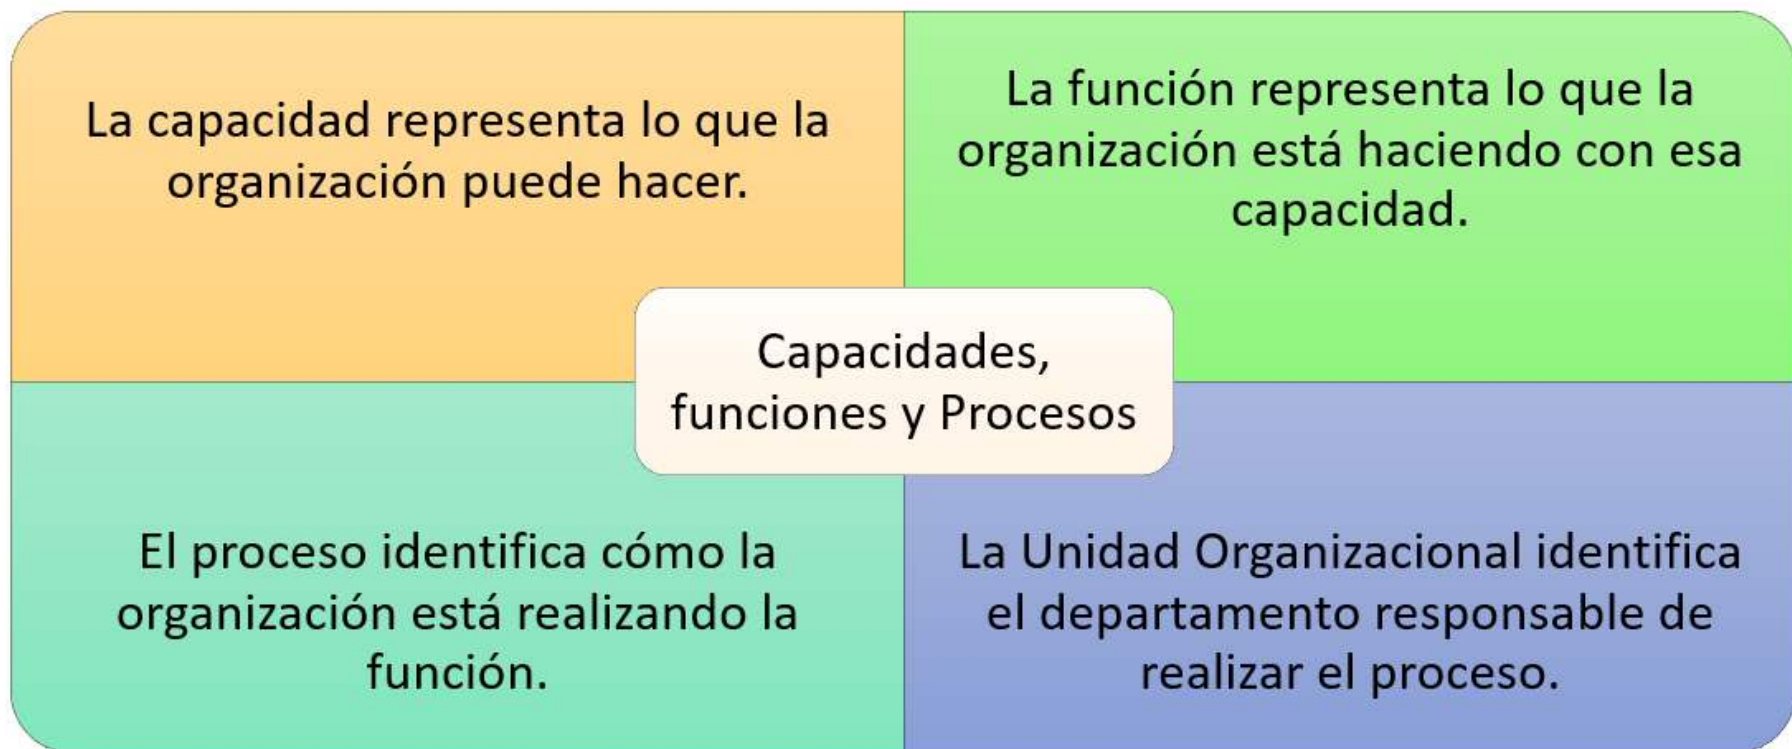 La capacidad representa lo que la
organización puede hacer.
La función representa lo que la
organización está haciendo con esa
capacidad.
Capacidades,
funciones y Procesos
El proceso identifica cómo la
organización está realizando la
función.
La Unidad Organizacional identifica
el departamento responsable de
realizar el proceso.